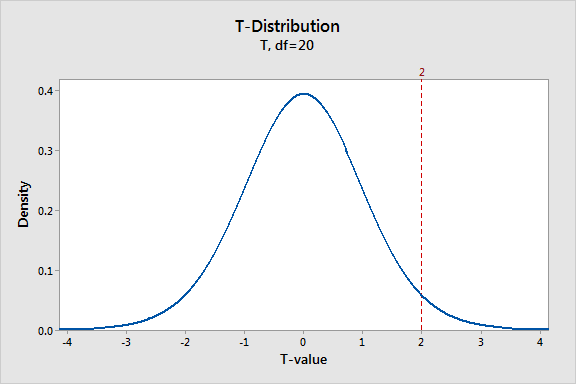 T-Distribution
T, df=20
2
0.4
0.3
0.2
0.1
0.0
Density
-4 -3 -2 -1 0 1 2 3 4
T-value